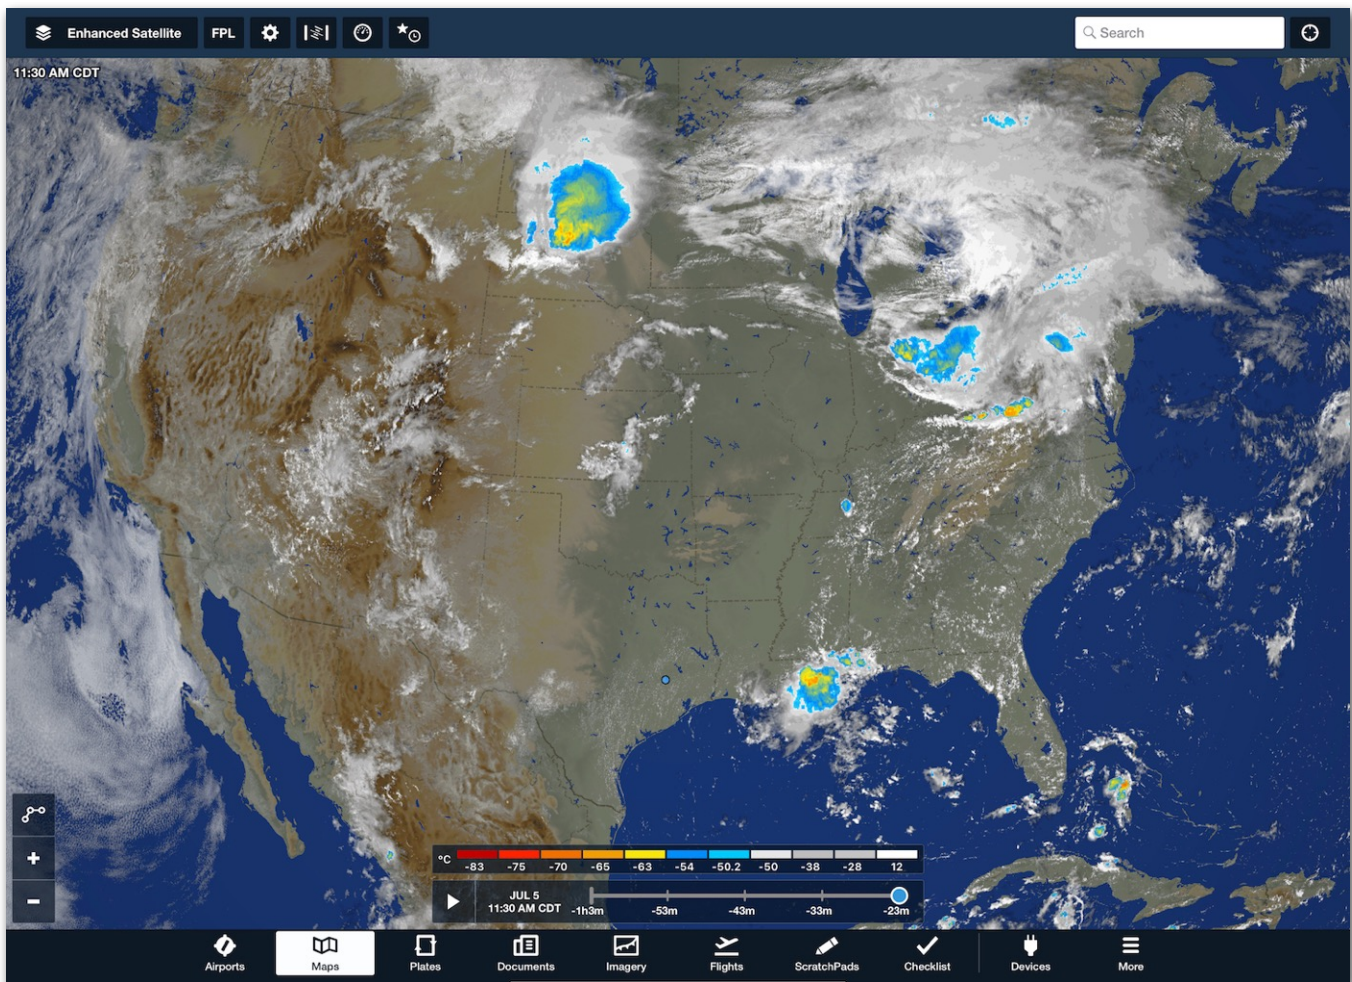 Enhanced Satellite
FPL
Search
11:30 AM CDT
°C
-83 -75 -70 -65 -63 -54 -50.2 -50 -38 -28 12
JUL 5
11:30 AM CDT
-1h3m -53m -43m -33m -23m
Airports Maps Plates Documents Imagery Flights ScratchPads Checklist Devices More